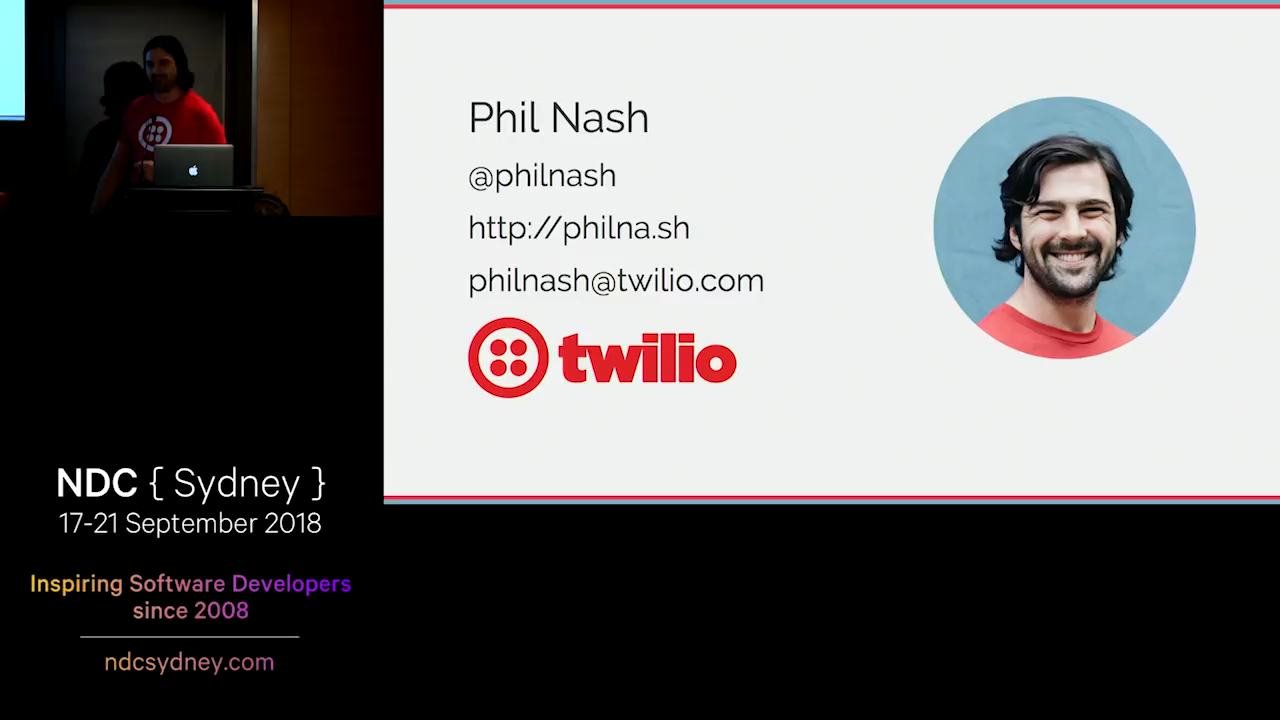 Phil Nash
@philnash
http://philna.sh
philnash@twilio.com
twilio
NDC { Sydney }
17-21 September 2018
Inspiring Software Developers
since 2008
ndcsydney.com